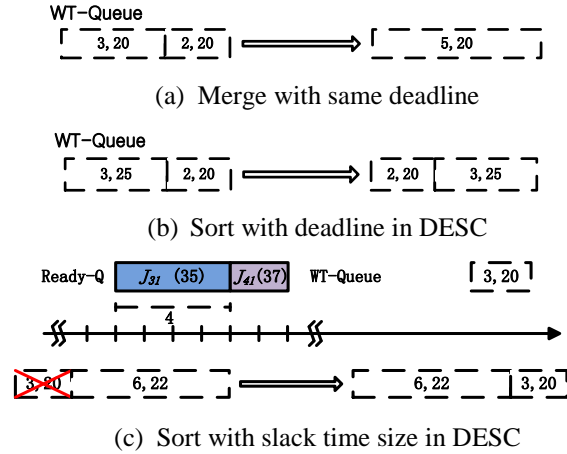 WT-Queue
3, 20 2, 20 5, 20
(a) Merge with same deadline
WT-Queue
3, 25 2, 20 2, 20 3, 25
(b) Sort with deadline in DESC
Ready-Q J31 (35) J41(37) WT-Queue 3, 20
4
3, 20 6, 22 6, 22 3, 20
(c) Sort with slack time size in DESC